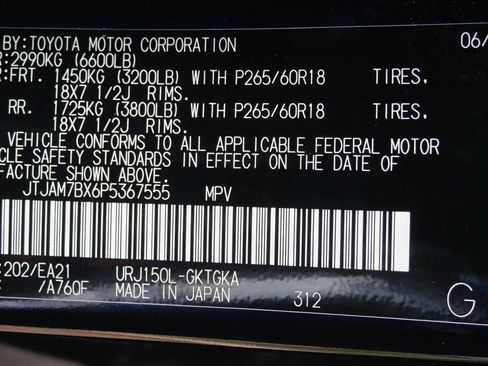 BY:TOYOTA MOTOR CORPORATION 06/
R:2990KG (6600LB)
R:FRT. 1450KG (3200LB) WITH P265/60R18 TIRES,
18X7 1/2J RIMS.
RR. 1725KG (3800LB) WITH P265/60R18 TIRES,
18X7 1/2J RIMS.
VEHICLE CONFORMS TO ALL APPLICABLE FEDERAL MOTOR
CLE SAFETY STANDARDS IN EFFECT ON THE DATE OF
FACTURE SHOWN ABOVE.
JTJAM7BX6P5367555 MPV
:202/EA21 URJ150L-GKTGKA
/A760F MADE IN JAPAN 312 G